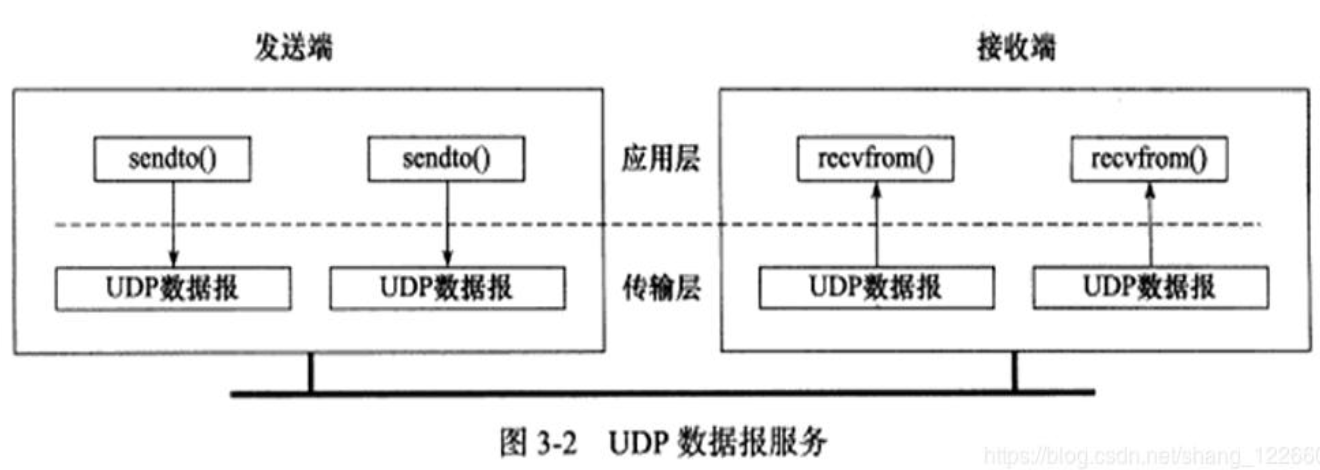 发送端 接收端
sendto() sendto() 应用层 recvfrom() recvfrom()
UDP数据报 UDP数据报 传输层 UDP数据报 UDP数据报
图 3-2 UDP 数据报服务
https://blog.csdn.net/shang_122660